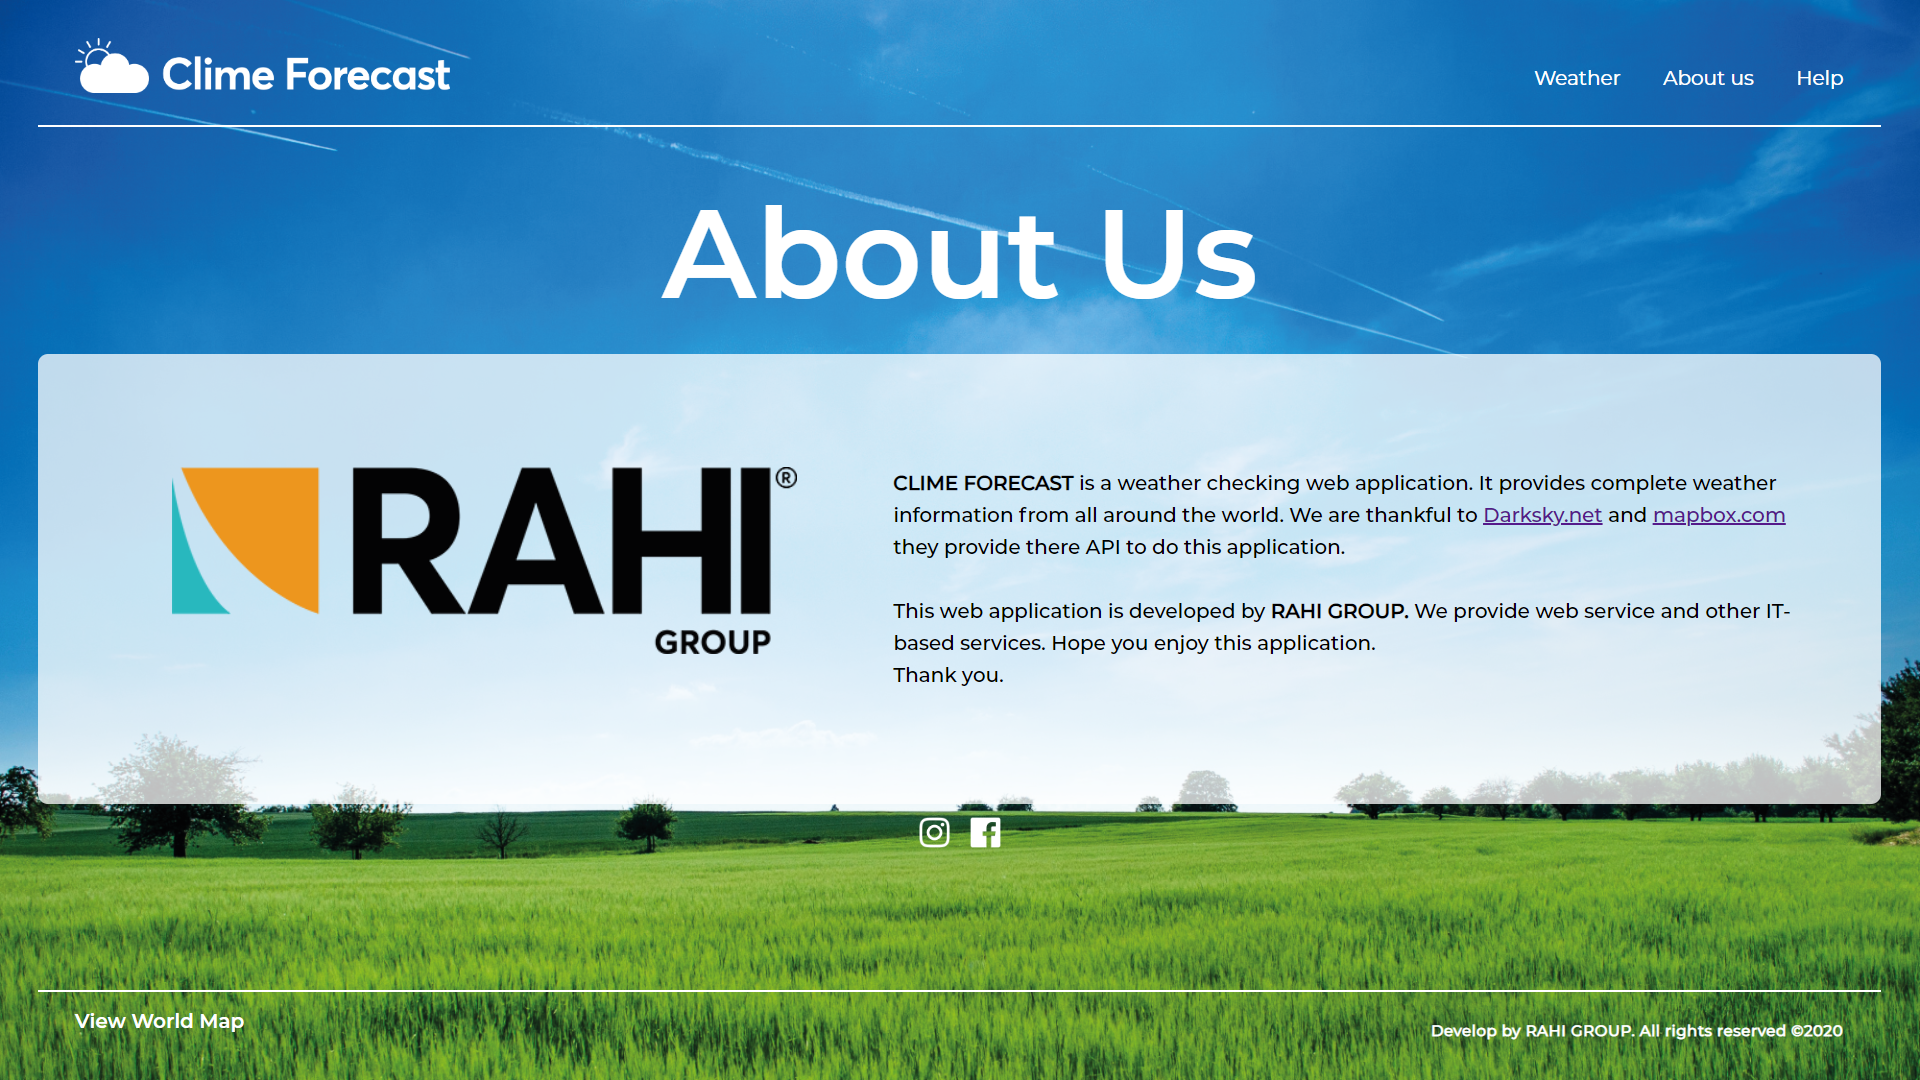 Clime Forecast
Weather
About us
Help
About Us
RAHI®
GROUP
CLIME FORECAST is a weather checking web application. It provides complete weather
information from all around the world. We are thankful to Darksky.net and mapbox.com
they provide there API to do this application.
This web application is developed by RAHI GROUP. We provide web service and other IT-
based services. Hope you enjoy this application.
Thank you.
View World Map
Develop by RAHI GROUP. All rights reserved ©2020